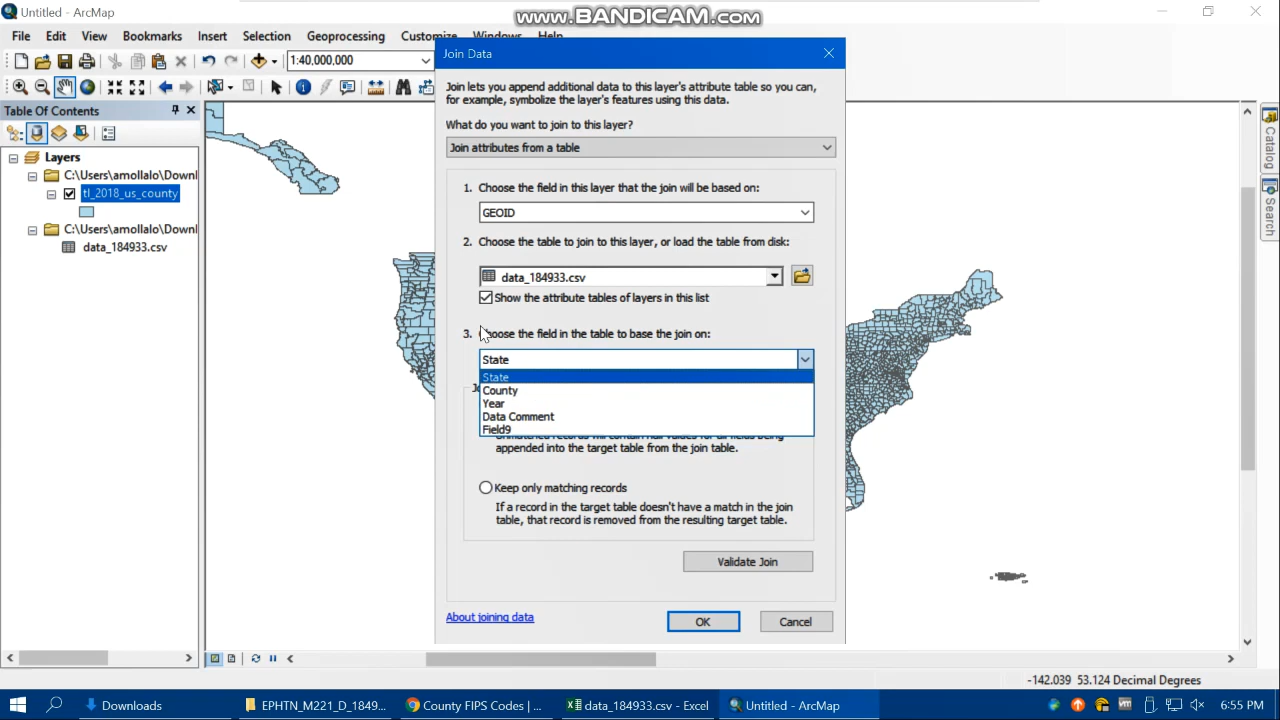 Untitled - ArcMap
www.BANDICAM.com
File Edit View Bookmarks Insert Selection Geoprocessing Customize Windows Help
1:40,000,000
Table Of Contents
Layers
C:\Users\amollalo\Downl
tl_2018_us_county
C:\Users\amollalo\Downl
data_184933.csv
Join Data
Join lets you append additional data to this layer's attribute table so you can,
for example, symbolize the layer's features using this data.
What do you want to join to this layer?
Join attributes from a table
1. Choose the field in this layer that the join will be based on:
GEOID
2. Choose the table to join to this layer, or load the table from disk:
data_184933.csv
Show the attribute tables of layers in this list
3. Choose the field in the table to base the join on:
State
State
County
Year
Data Comment
Field9
appended into the target table from the join table.
Keep only matching records
If a record in the target table doesn't have a match in the join
table, that record is removed from the resulting target table.
Validate Join
About joining data
OK
Cancel
Catalog
Search
-142.039 53.124 Decimal Degrees
Downloads
EPHTN_M221_D_1849...
County FIPS Codes | ...
data_184933.csv - Excel
Untitled - ArcMap
6:55 PM